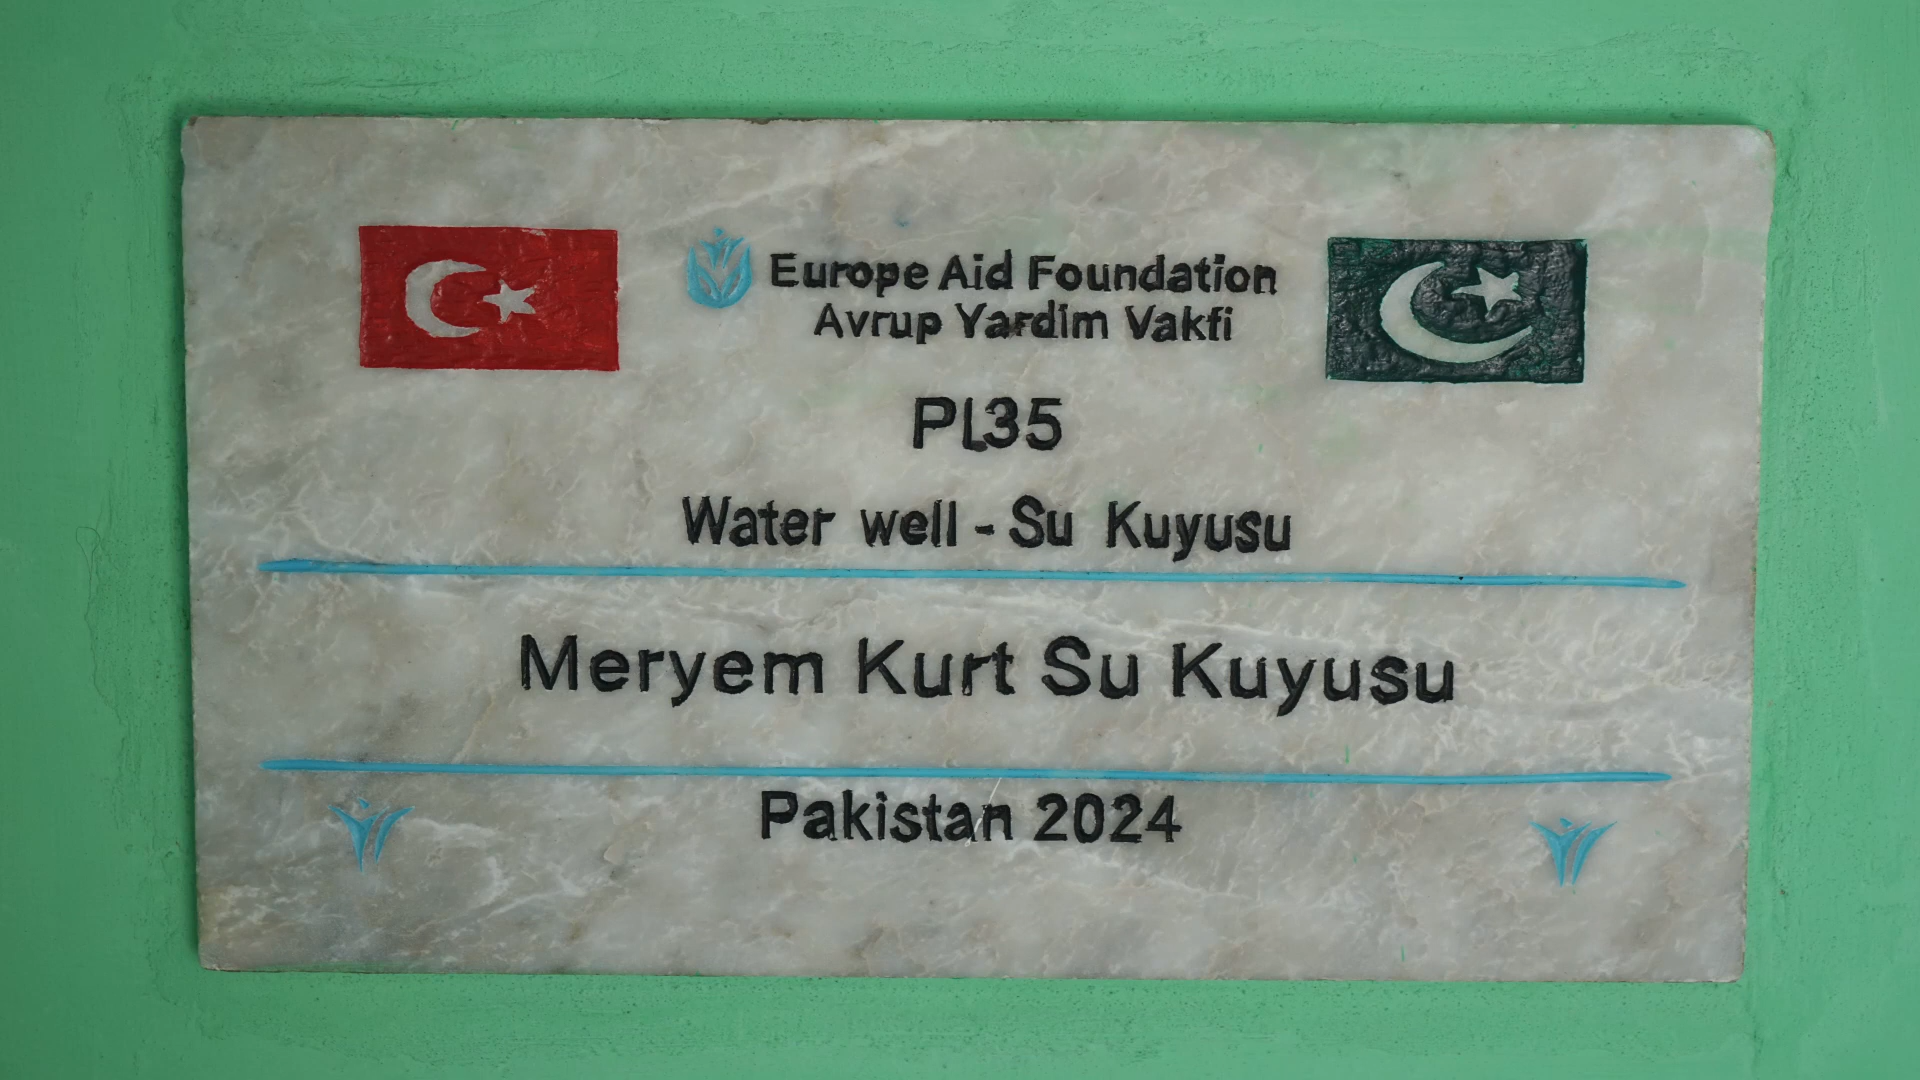 Europe Aid Foundation
Avrup Yardim Vakfi
PL35
Water well - Su Kuyusu
Meryem Kurt Su Kuyusu
Pakistan 2024